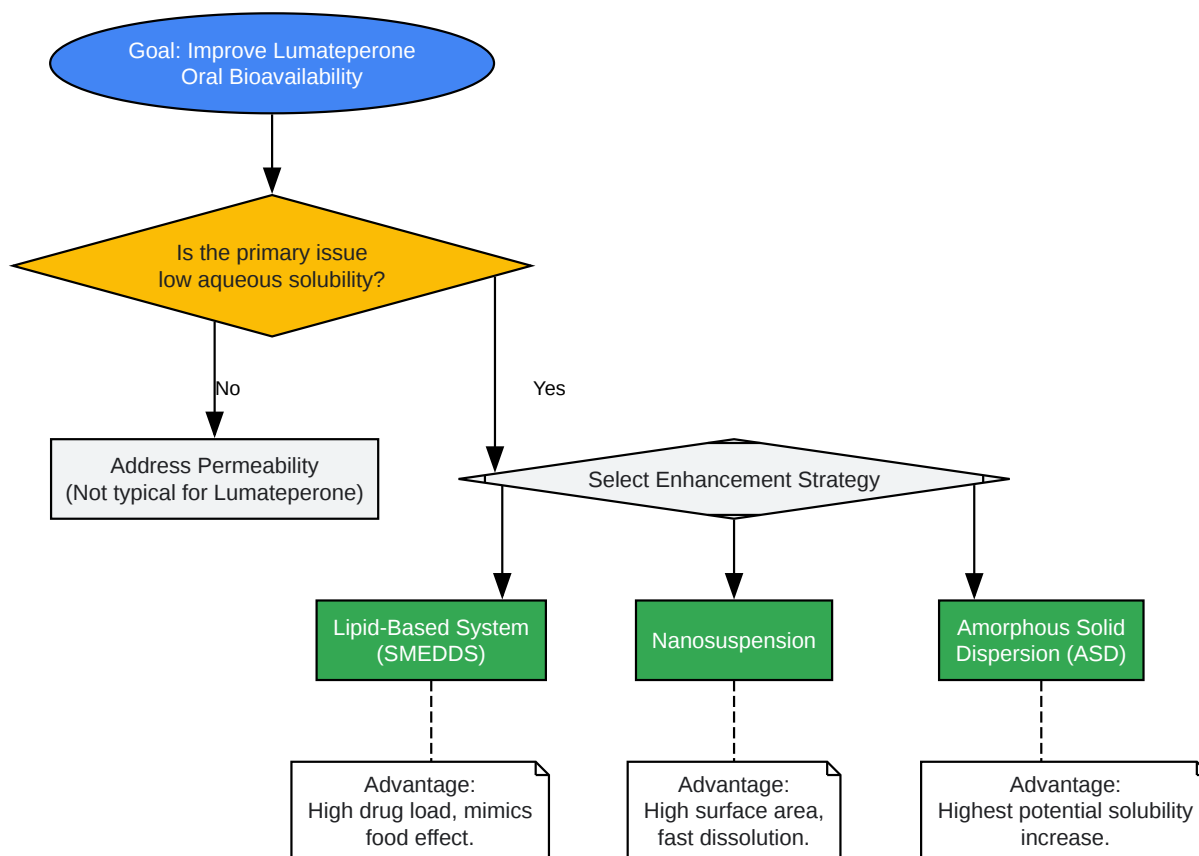 Goal: Improve Lumateperone
Oral Bioavailability
Is the primary issue
low aqueous solubility?
No
Yes
Address Permeability
(Not typical for Lumateperone)
Select Enhancement Strategy
Lipid-Based System
(SMEDDS)
Nanosuspension
Amorphous Solid
Dispersion (ASD)
Advantage:
High drug load, mimics
food effect.
Advantage:
High surface area,
fast dissolution.
Advantage:
Highest potential solubility
increase.